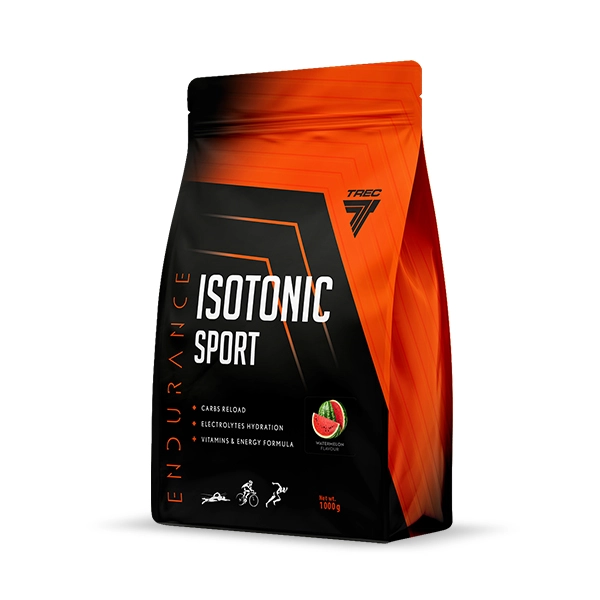 TREC
ENDURANCE
ISOTONIC
SPORT
CARBS RELOAD
ELECTROLYTES HYDRATION
VITAMINS & ENERGY FORMULA
WATERMELON
FLAVOUR
Net wt.
1000g